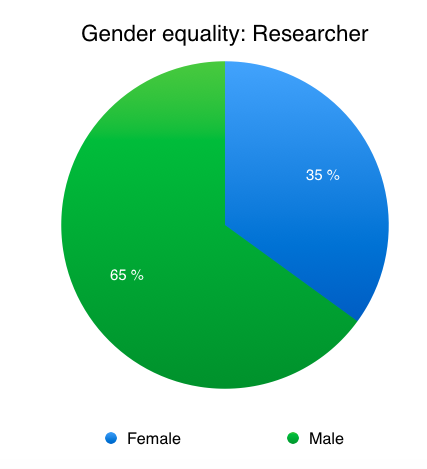 Gender equality: Researcher
35 %
65 %
Female
Male